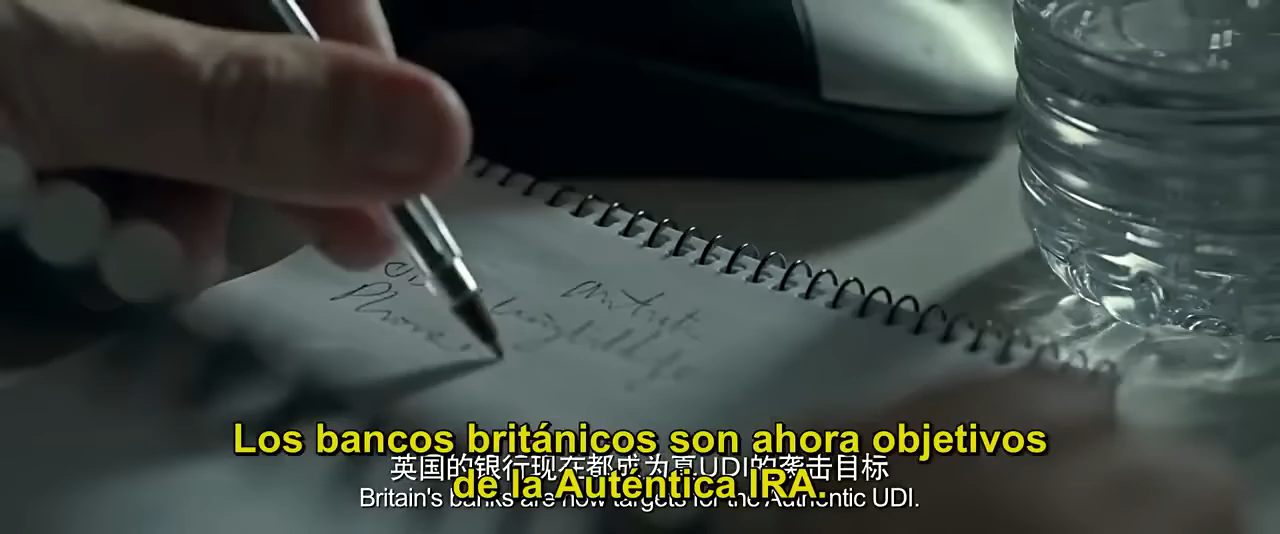 Phone
Los bancos británicos son ahora objetivos
英国的银行现在都成为真UDI的袭击目标
de la Auténtica IRA.
Britain's banks are now targets for the Authentic UDI.